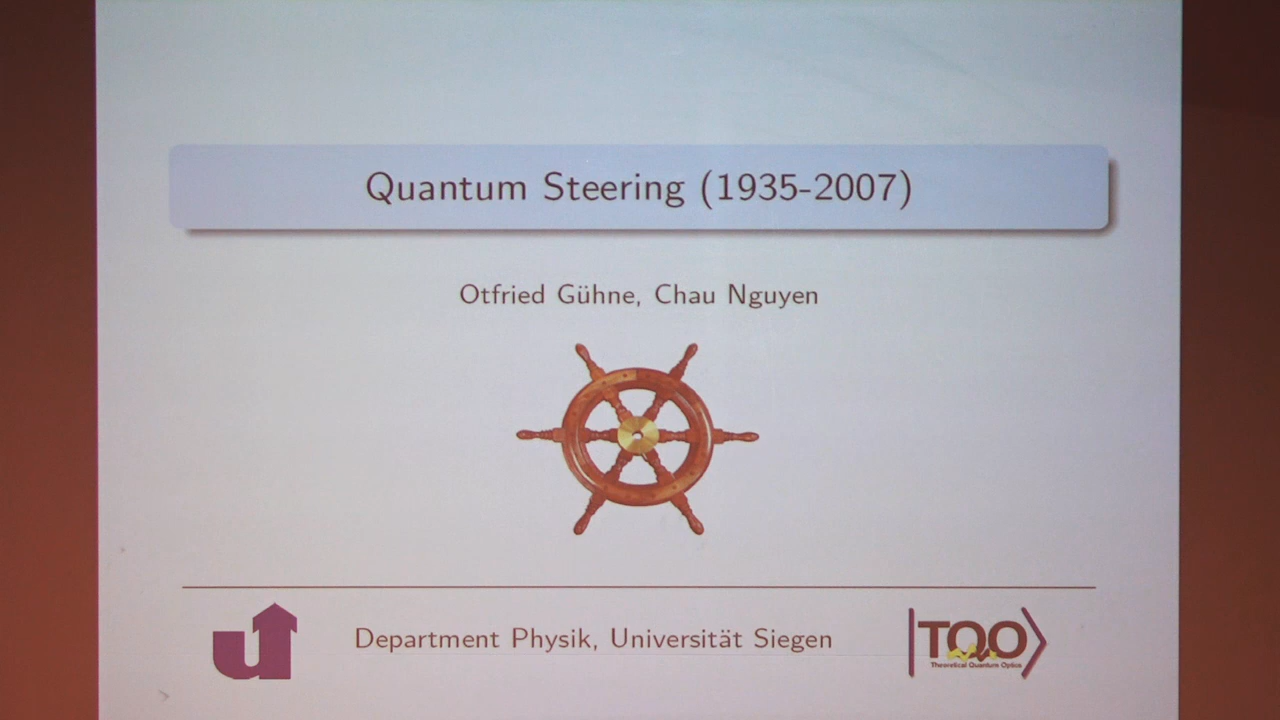 Quantum Steering (1935-2007)
Otfried Gühne, Chau Nguyen
Department Physik, Universität Siegen
TQO
Theoretical Quantum Optics